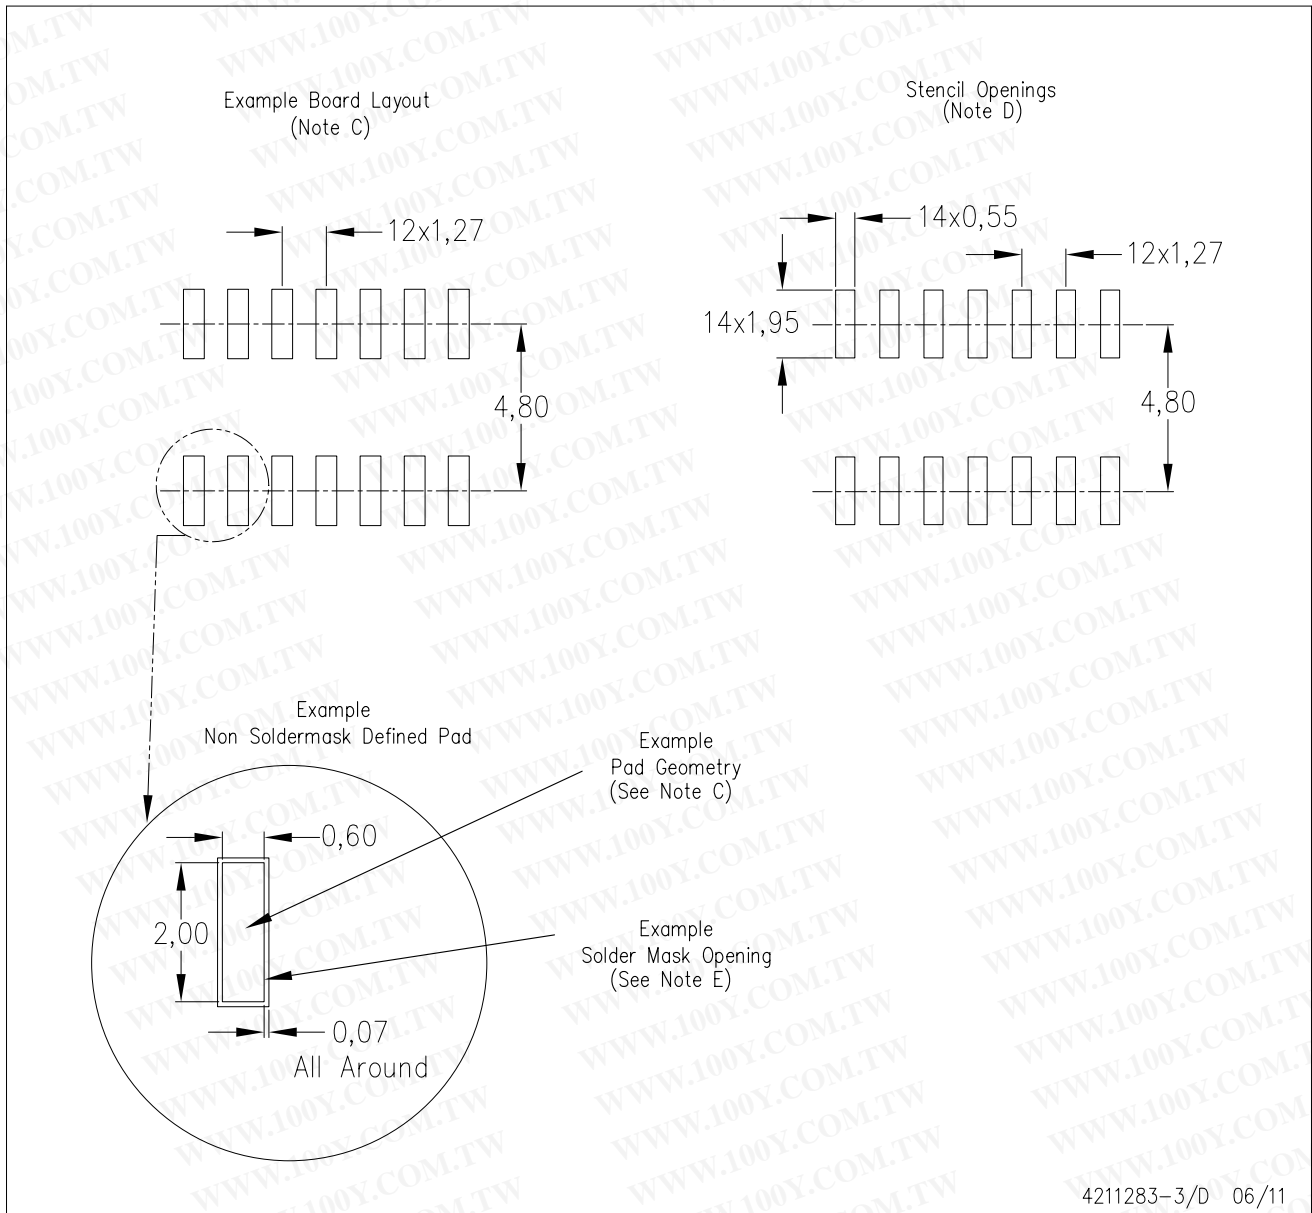 Example Board Layout
(Note C)
Stencil Openings
(Note D)
12x1,27
14x0,55
12x1,27
14x1,95
4,80
4,80
Example
Non Soldermask Defined Pad
Example
Pad Geometry
(See Note C)
0,60
2,00
Example
Solder Mask Opening
(See Note E)
0,07
All Around
4211283-3/D 06/11
WWW.100Y.COM.TW